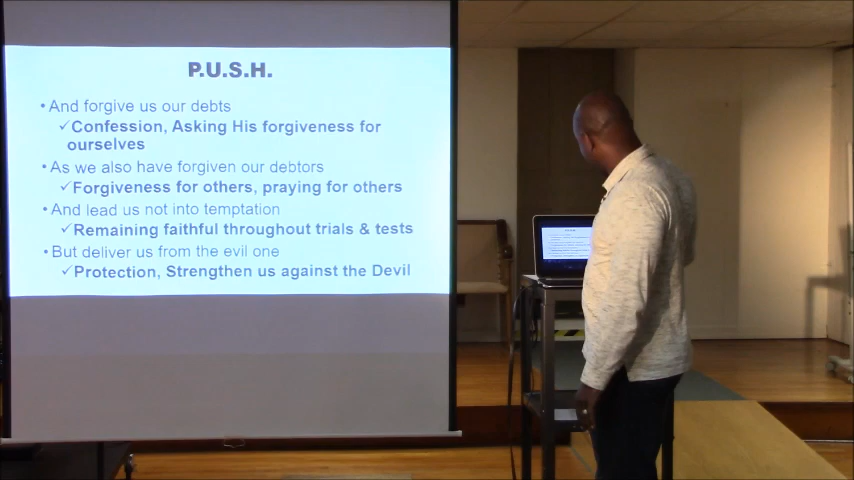 P.U.S.H.
• And forgive us our debts
✓Confession, Asking His forgiveness for
ourselves
• As we also have forgiven our debtors
✓Forgiveness for others, praying for others
• And lead us not into temptation
✓Remaining faithful throughout trials & tests
• But deliver us from the evil one
✓Protection, Strengthen us against the Devil